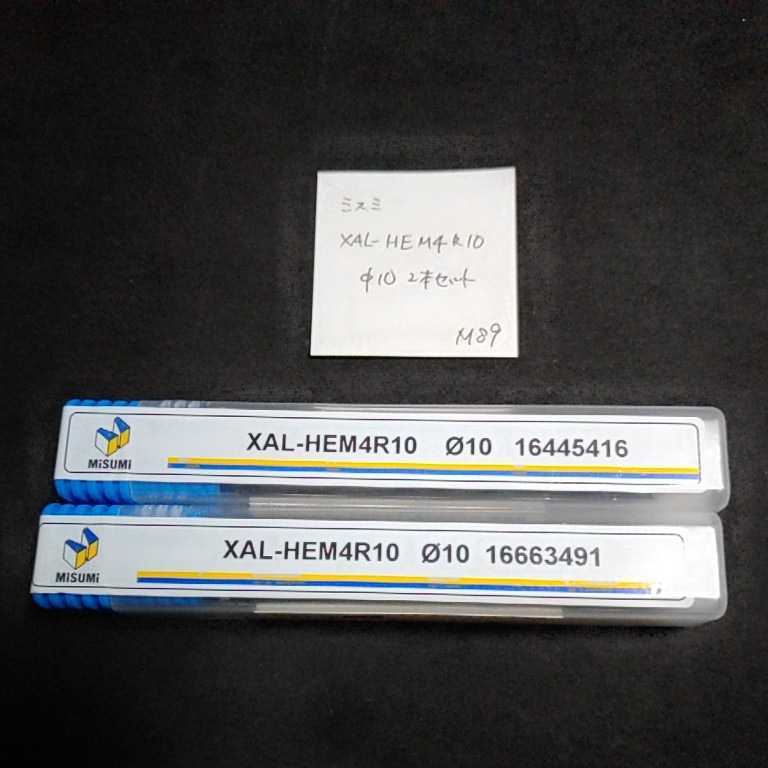 ミスミ
XAL-HEM4R10
φ10 2本セット
M89
MiSUMi
XAL-HEM4R10 Ø10 16445416
MiSUMi
XAL-HEM4R10 Ø10 16663491